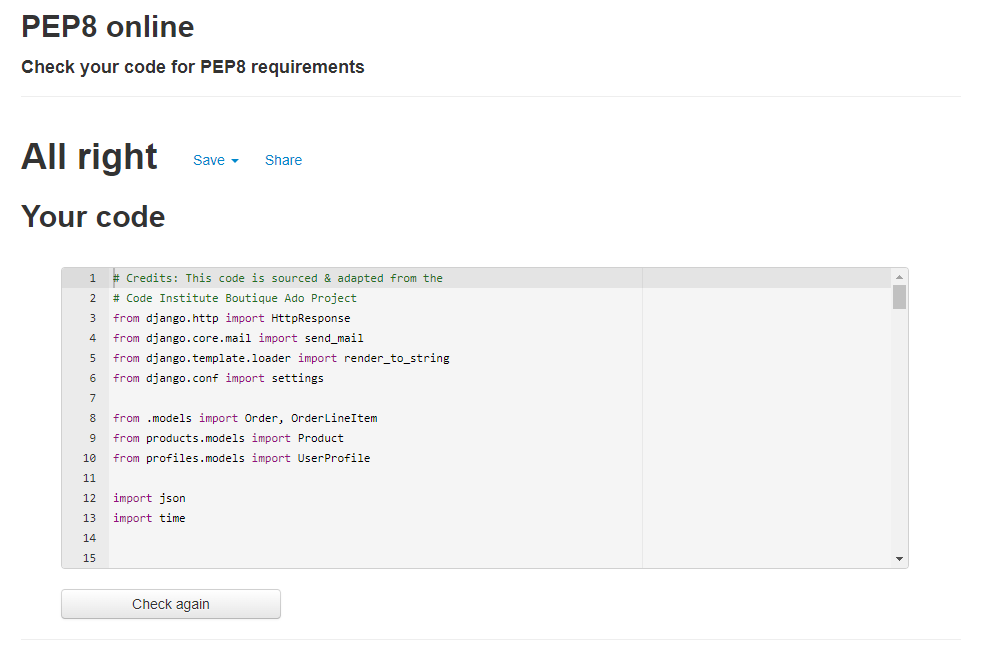 PEP8 online
Check your code for PEP8 requirements
All right Save Share
Your code
1 # Credits: This code is sourced & adapted from the
2 # Code Institute Boutique Ado Project
3 from django.http import HttpResponse
4 from django.core.mail import send_mail
5 from django.template.loader import render_to_string
6 from django.conf import settings
7
8 from .models import Order, OrderLineItem
9 from products.models import Product
10 from profiles.models import UserProfile
11
12 import json
13 import time
14
15
Check again